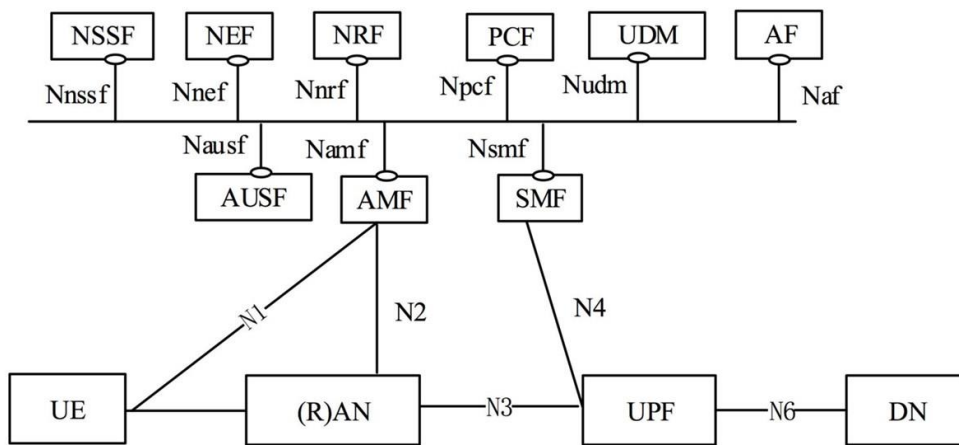 NSSF NEF NRF PCF UDM AF
Nnssf Nnef Nnrf Npcf Nudm Naf
Nausf Namf Nsmf
AUSF AMF SMF
N1 N2 N4
UE (R)AN N3 UPF N6 DN